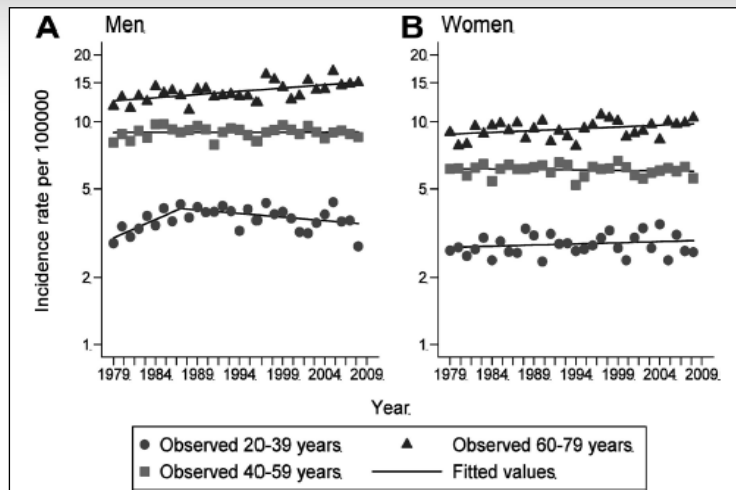 A Men
B Women
Incidence rate per 100000
20
15
10
5
2
1
20
15
10
5
2
1
1979 1984 1989 1994 1999 2004 2009
1979 1984 1989 1994 1999 2004 2009
Year
Observed 20-39 years
Observed 60-79 years
Observed 40-59 years
Fitted values